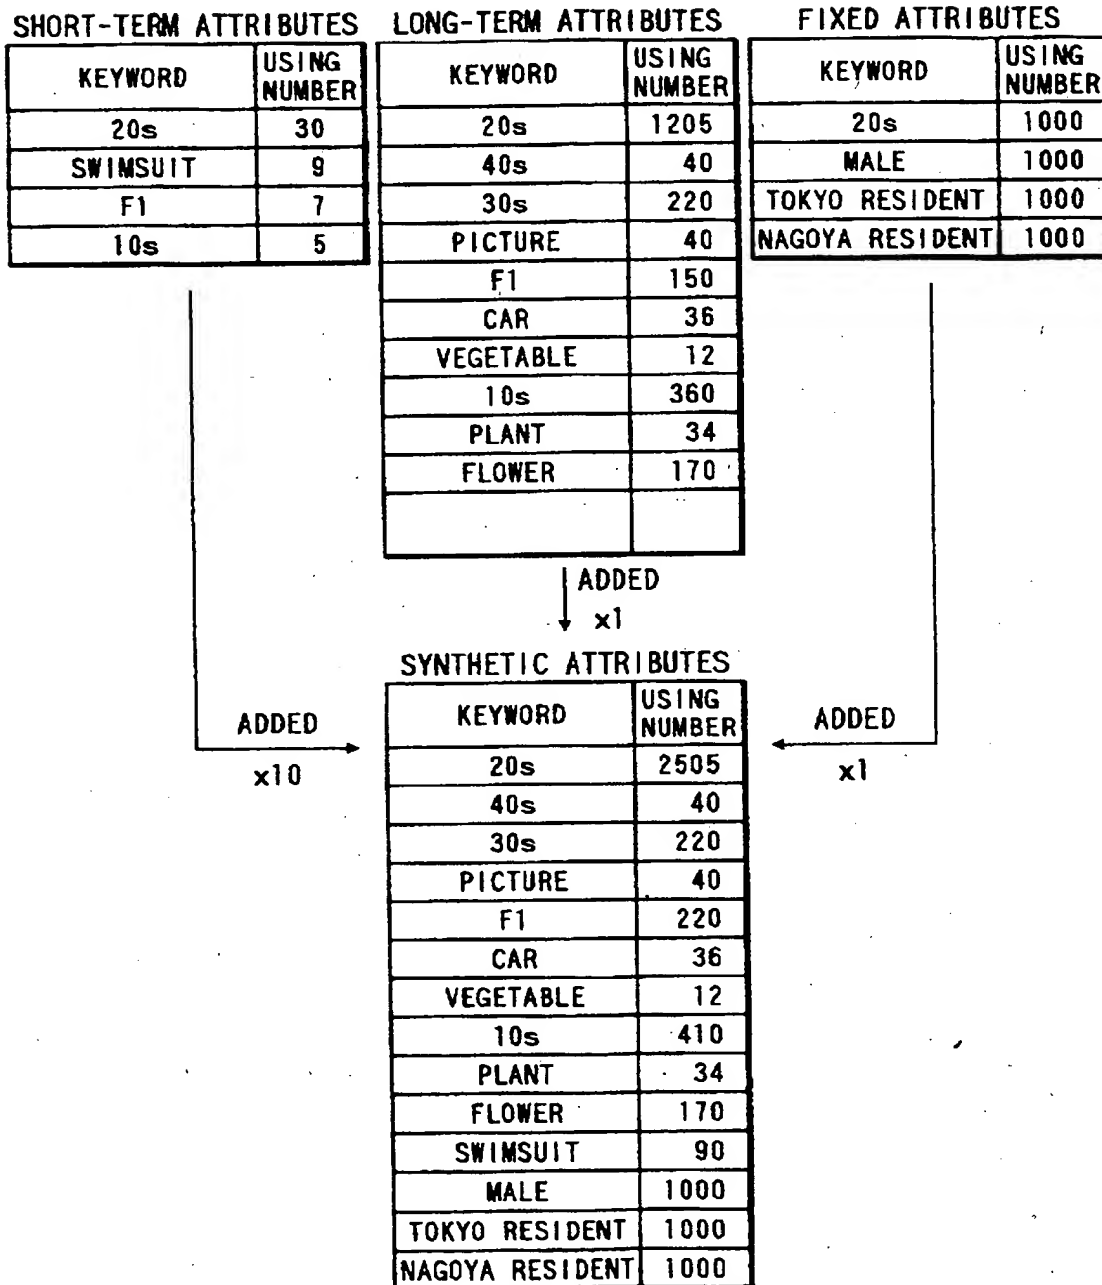 SHORT-TERM ATTRIBUTES
KEYWORD USING NUMBER
20s 30
SWIMSUIT 9
F1 7
10s 5
LONG-TERM ATTRIBUTES
KEYWORD USING NUMBER
20s 1205
40s 40
30s 220
PICTURE 40
F1 150
CAR 36
VEGETABLE 12
10s 360
PLANT 34
FLOWER 170
FIXED ATTRIBUTES
KEYWORD USING NUMBER
20s 1000
MALE 1000
TOKYO RESIDENT 1000
NAGOYA RESIDENT 1000
ADDED
x1
ADDED
x10
ADDED
x1
SYNTHETIC ATTRIBUTES
KEYWORD USING NUMBER
20s 2505
40s 40
30s 220
PICTURE 40
F1 220
CAR 36
VEGETABLE 12
10s 410
PLANT 34
FLOWER 170
SWIMSUIT 90
MALE 1000
TOKYO RESIDENT 1000
NAGOYA RESIDENT 1000